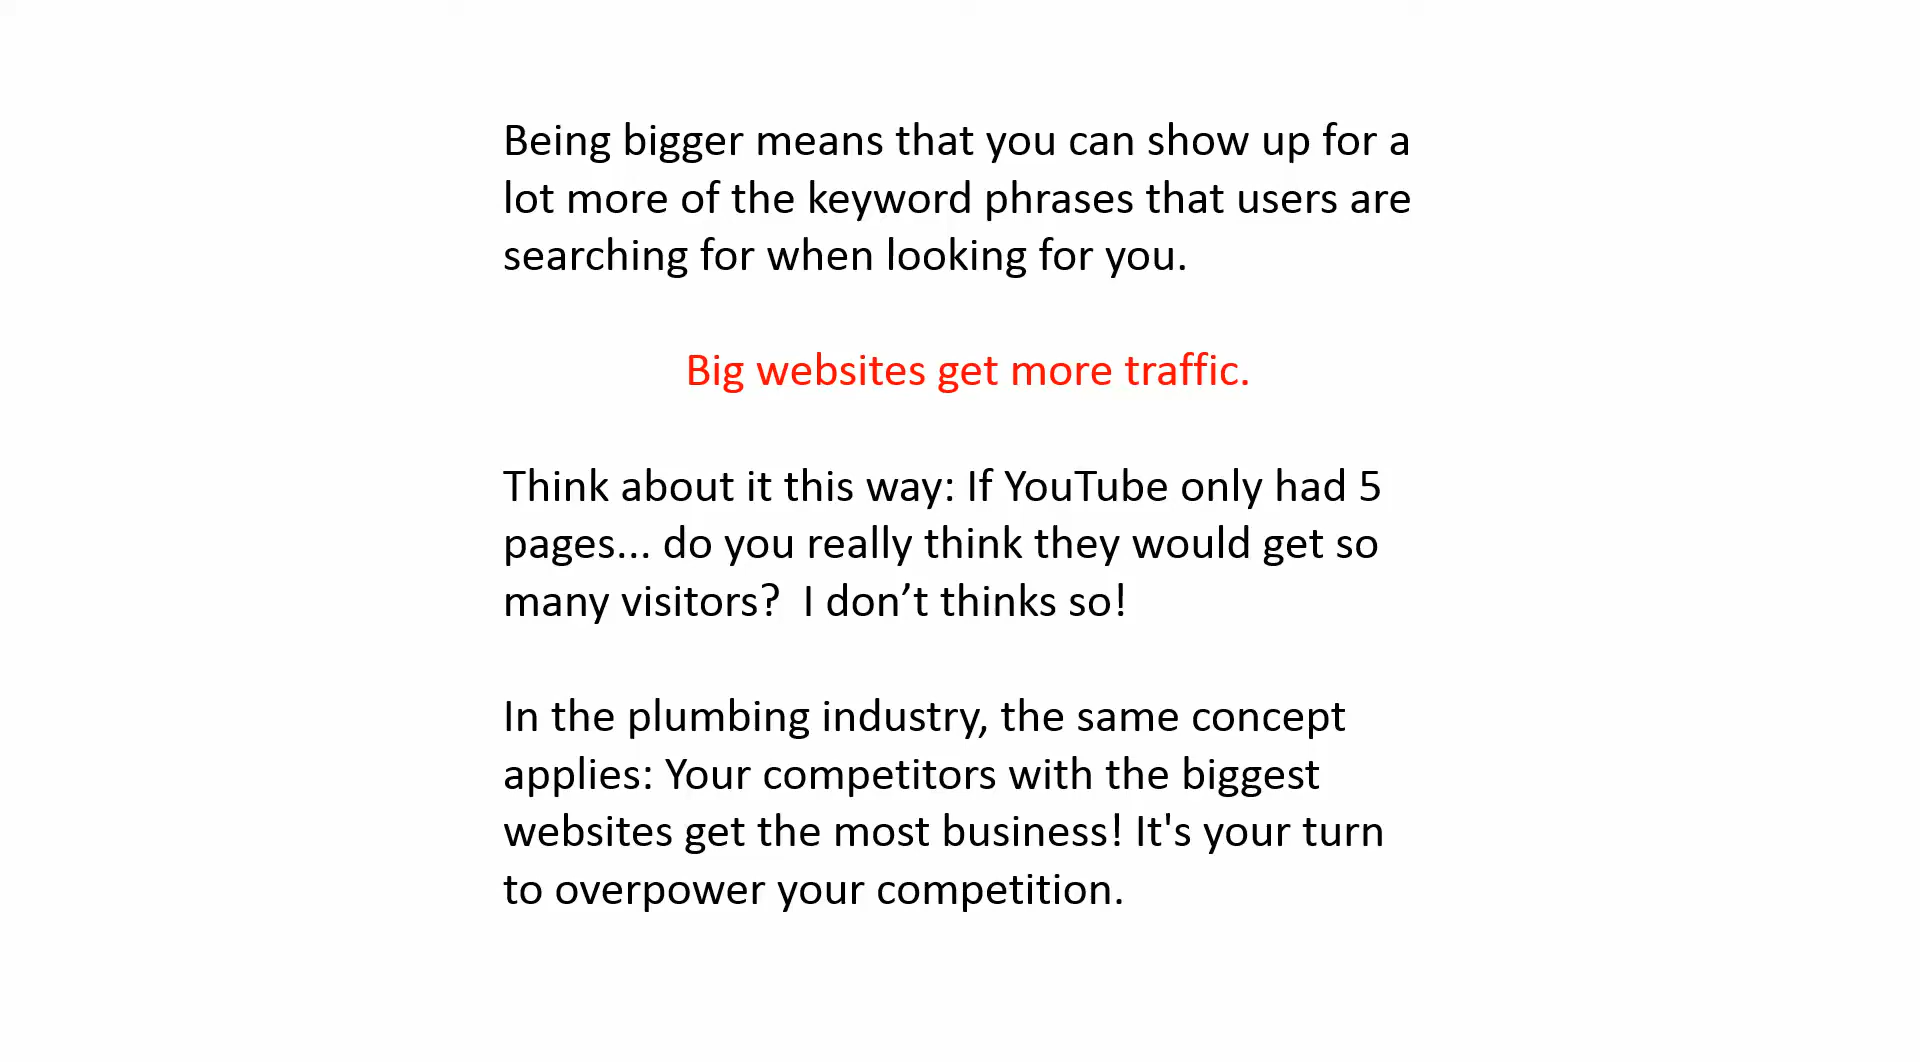 Being bigger means that you can show up for a
lot more of the keyword phrases that users are
searching for when looking for you.
Big websites get more traffic.
Think about it this way: If YouTube only had 5
pages... do you really think they would get so
many visitors?  I don’t thinks so!
In the plumbing industry, the same concept
applies: Your competitors with the biggest
websites get the most business! It's your turn
to overpower your competition.